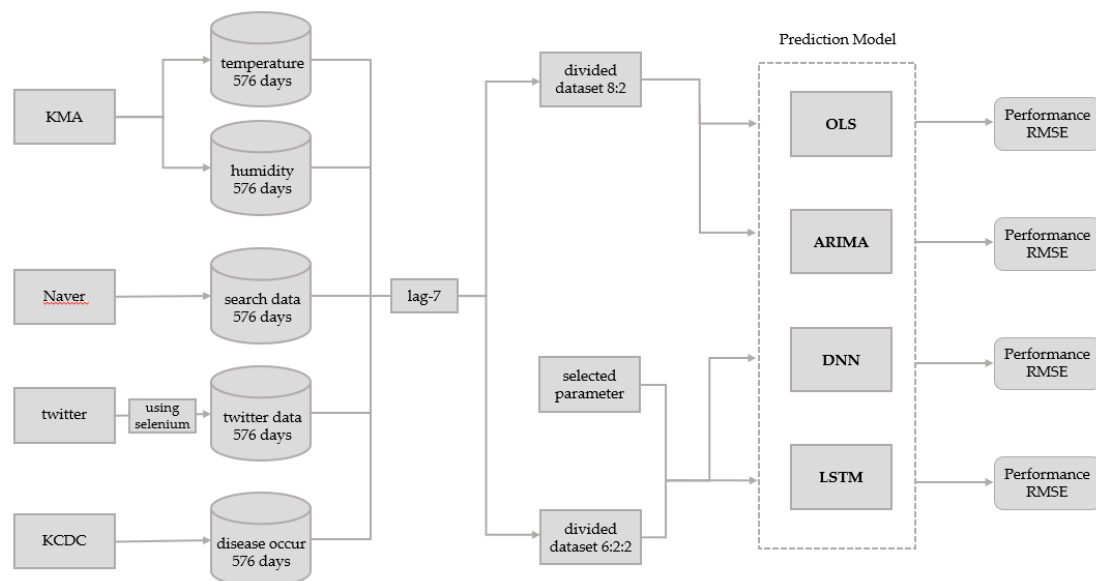 Prediction Model
KMA
temperature
576 days
humidity
576 days
Naver
search data
576 days
twitter
using
selenium
twitter data
576 days
KCDC
disease occur
576 days
lag-7
divided
dataset 8:2
selected
parameter
divided
dataset 6:2:2
OLS
ARIMA
DNN
LSTM
Performance
RMSE
Performance
RMSE
Performance
RMSE
Performance
RMSE